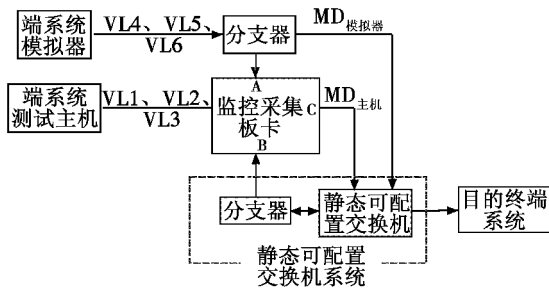 端系统
模拟器
VL4、VL5、
VL6
分支器
MD模拟器
端系统
测试主机
VL1、VL2、
VL3
A
监控采集
板卡
C
B
MD主机
分支器
静态可配
置交换机
目的终端
系统
静态可配置
交换机系统